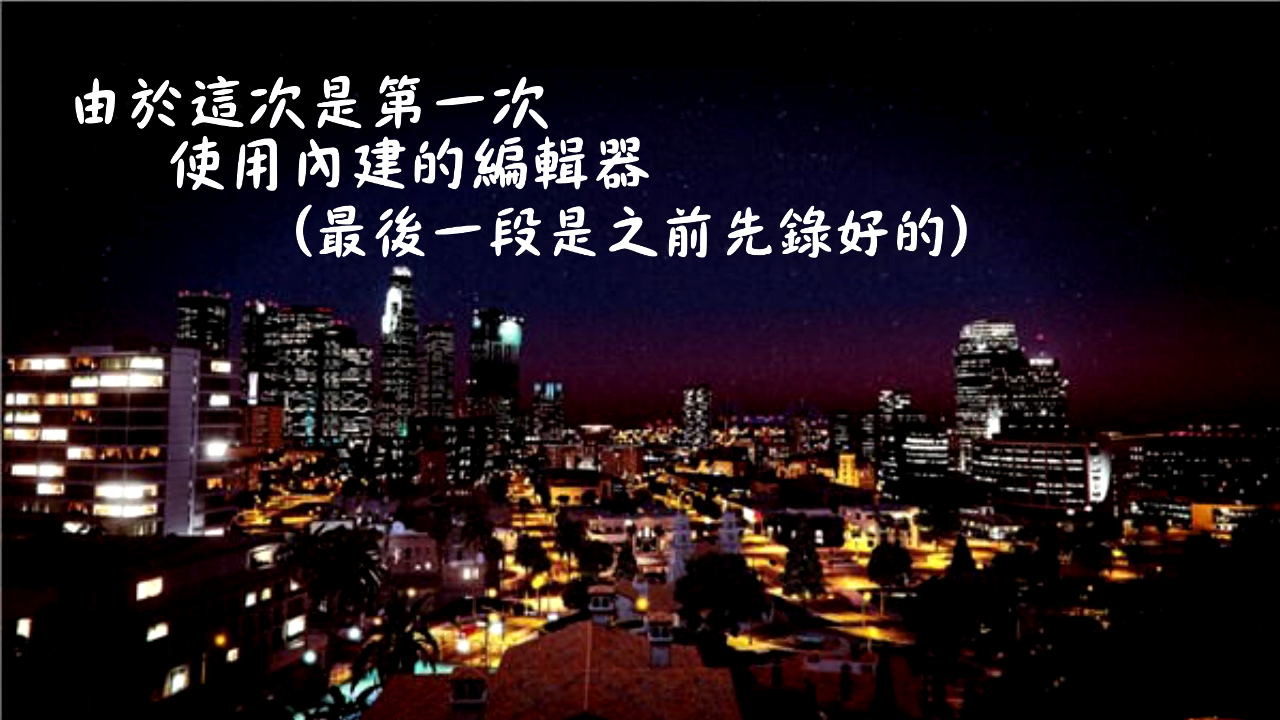 由於這次是第一次
使用內建的編輯器
(最後一段是之前先錄好的)